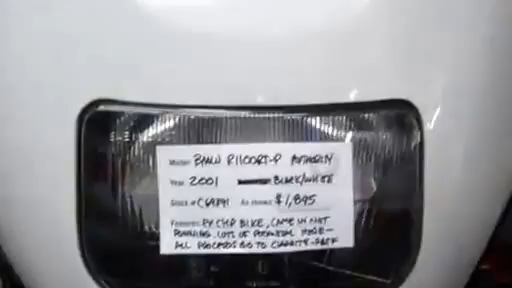 Model: BMW R1100RT-P AUTHORITY
Year: 2001 BLACK/WHITE
Stock # C69891 As shown: $1,895
Features: EX CHP BIKE, CAME IN NOT
RUNNING. LOTS OF POTENTIAL HERE-
ALL PROCEEDS GO TO CHARITY-